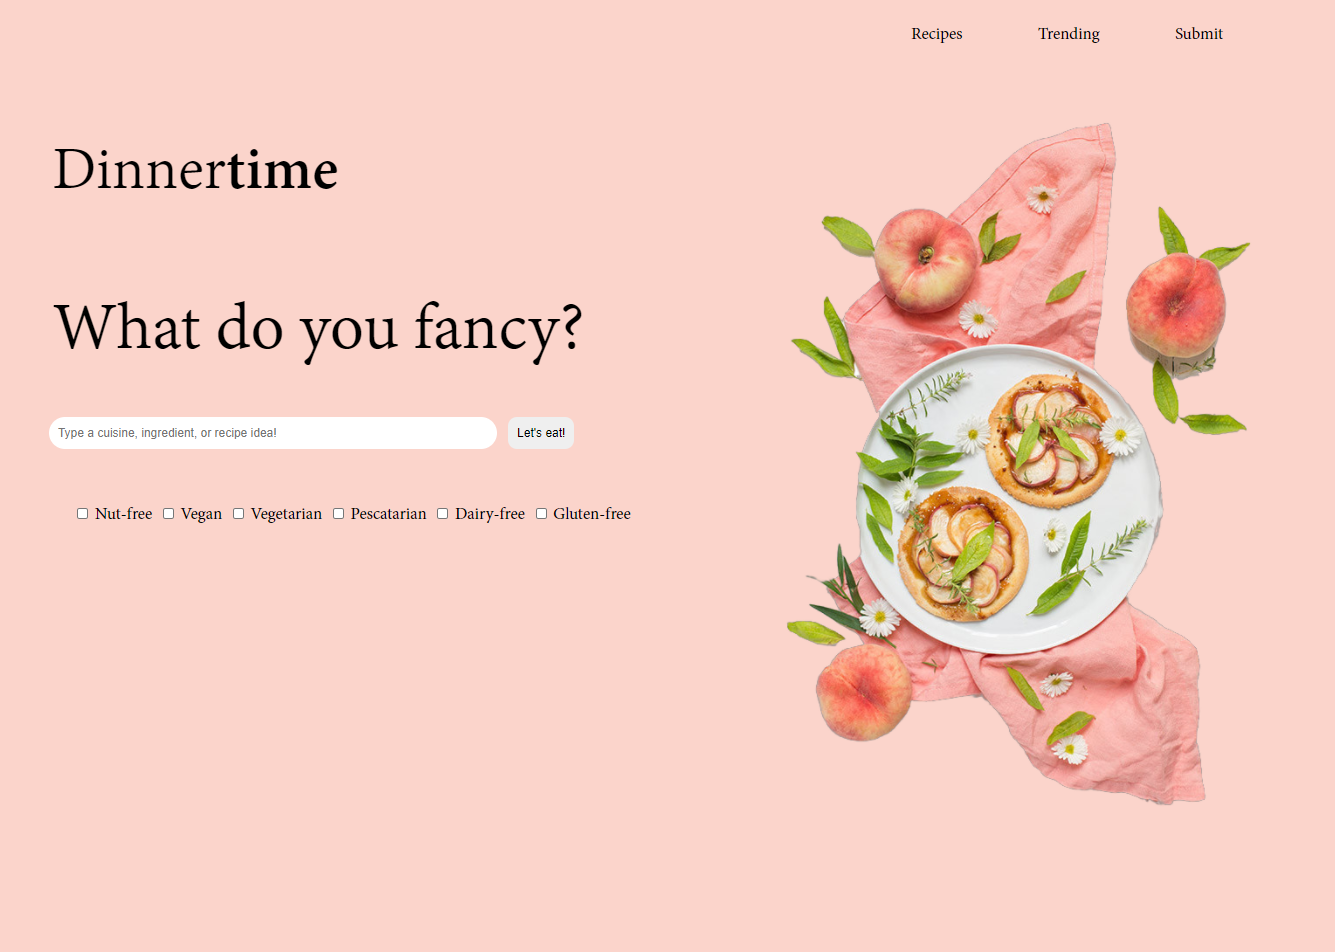 Recipes Trending Submit
Dinnertime
What do you fancy?
Type a cuisine, ingredient, or recipe idea! Let's eat!
Nut-free Vegan Vegetarian Pescatarian Dairy-free Gluten-free